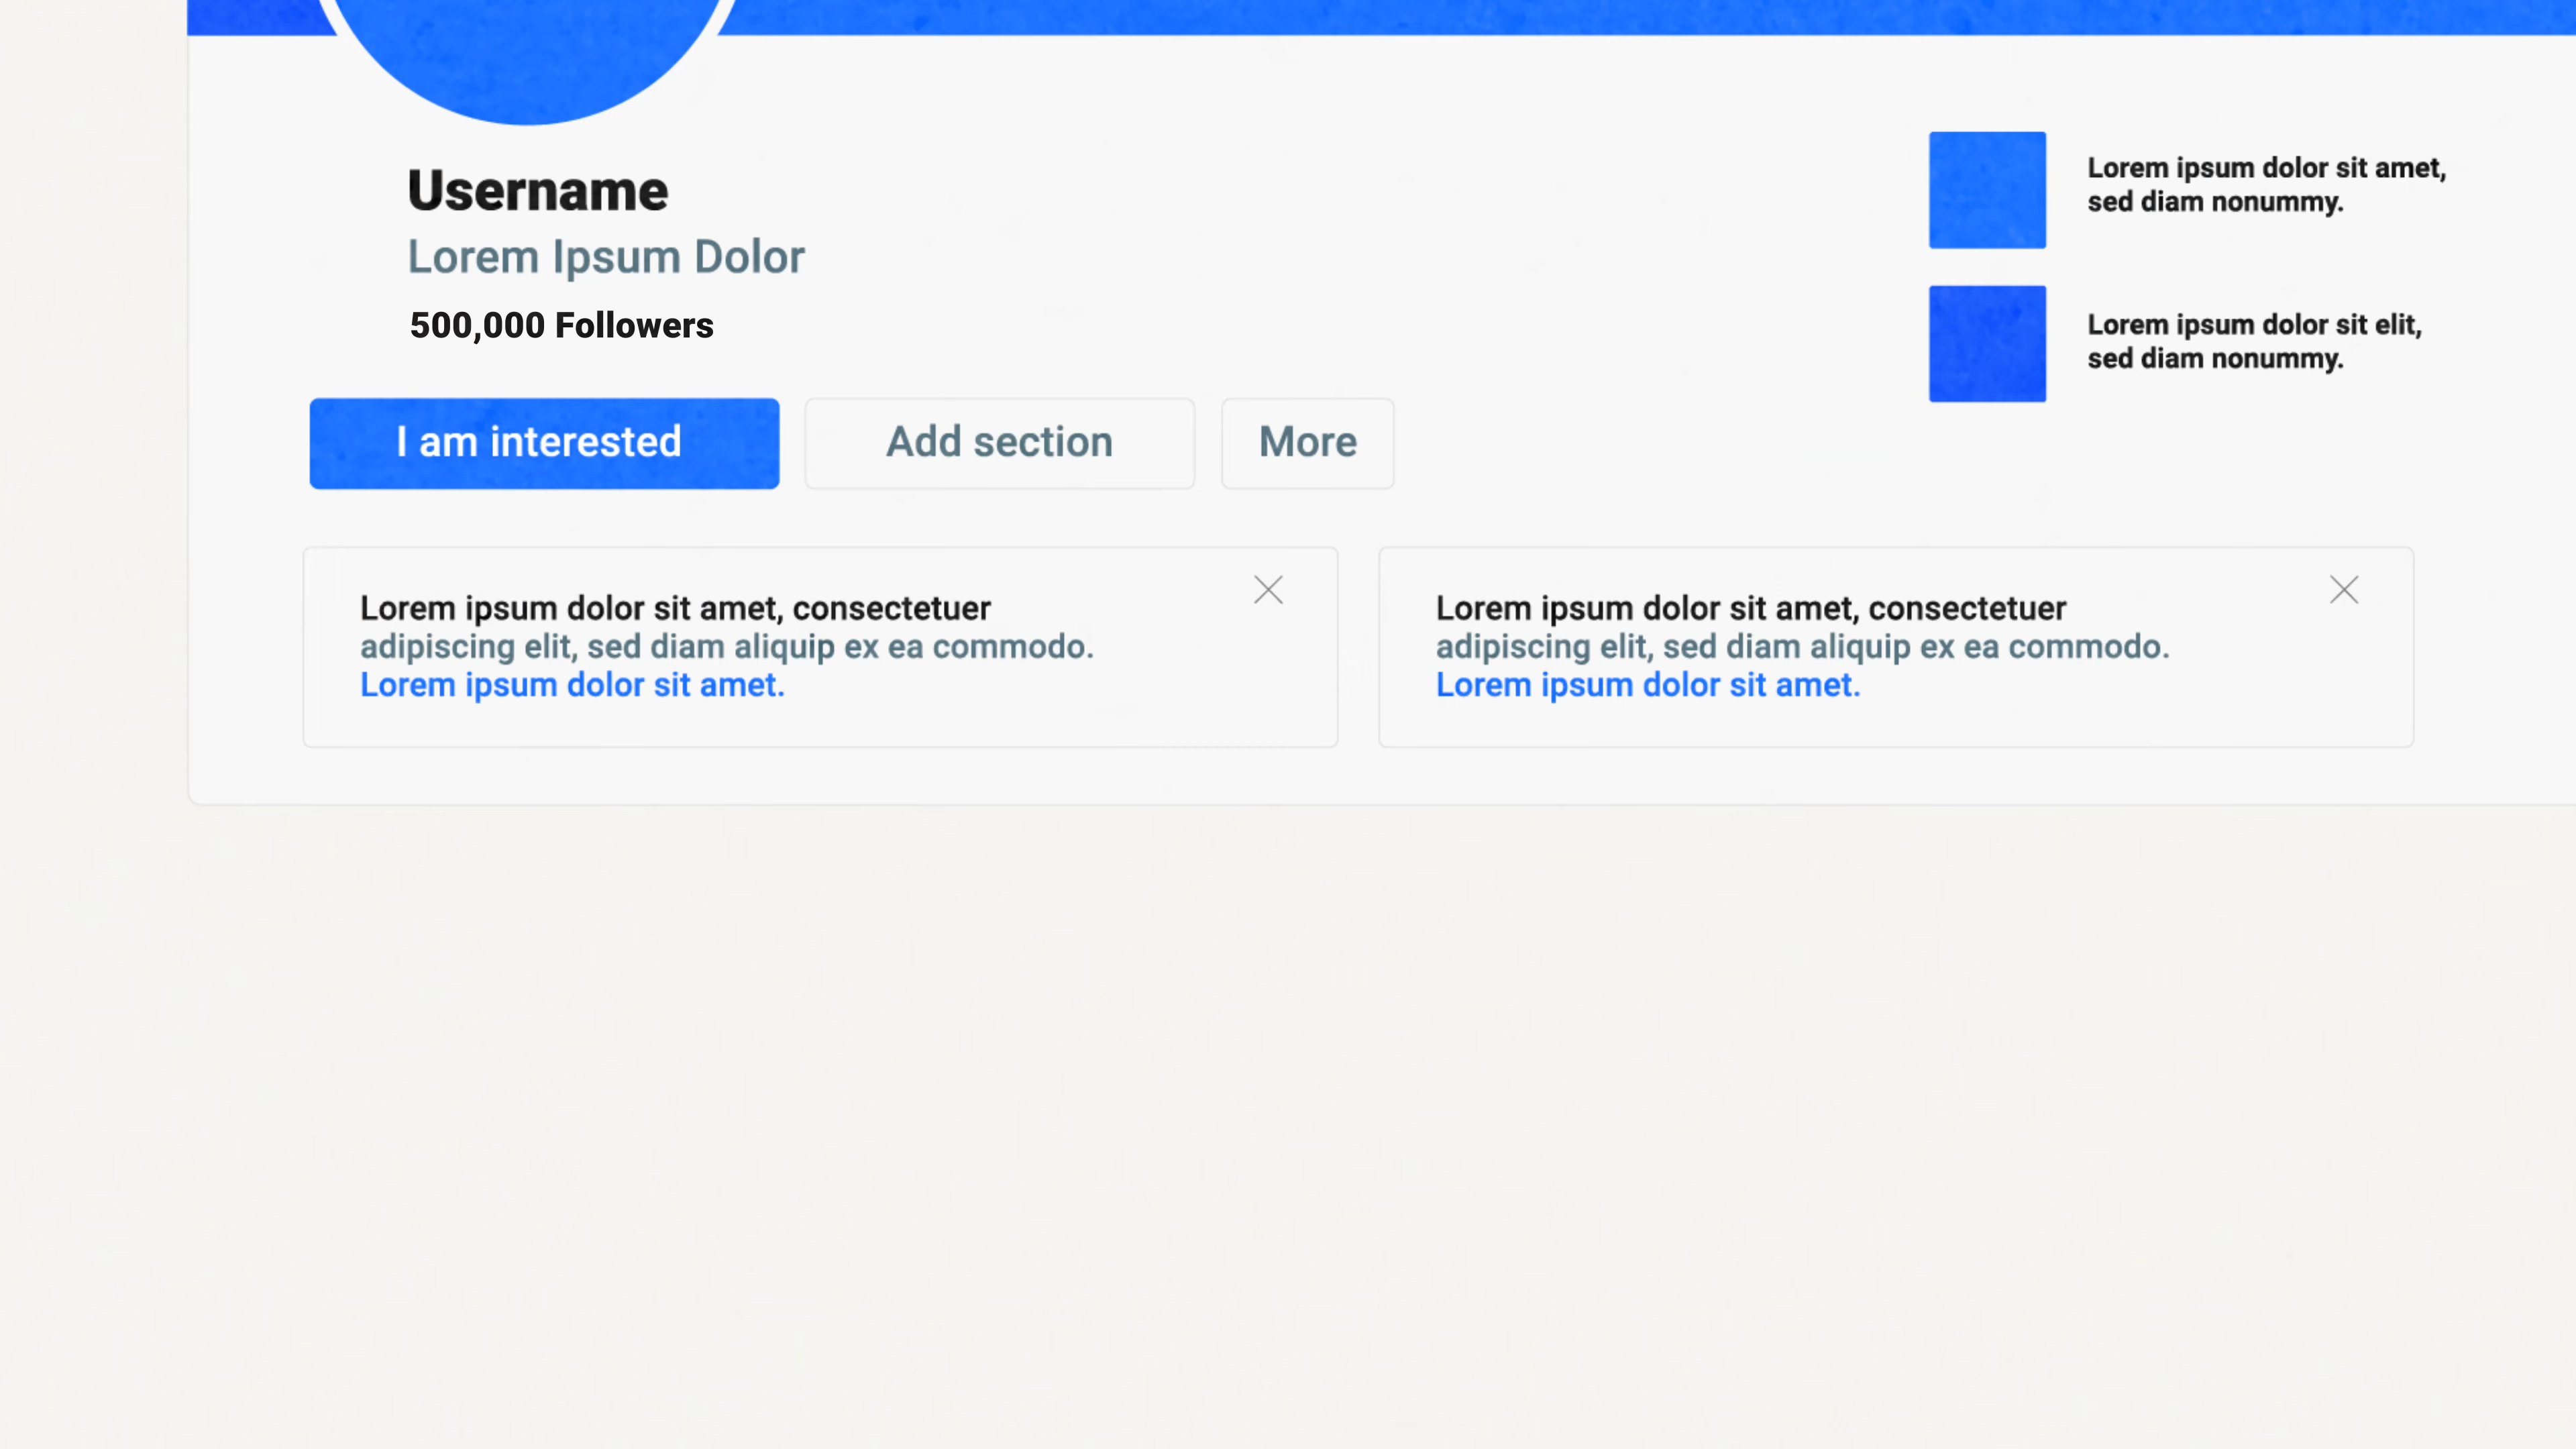 Username
Lorem Ipsum Dolor
500,000 Followers
Lorem ipsum dolor sit amet,
sed diam nonummy.
Lorem ipsum dolor sit elit,
sed diam nonummy.
I am interested
Add section
More
Lorem ipsum dolor sit amet, consectetuer
adipiscing elit, sed diam aliquip ex ea commodo.
Lorem ipsum dolor sit amet.
Lorem ipsum dolor sit amet, consectetuer
adipiscing elit, sed diam aliquip ex ea commodo.
Lorem ipsum dolor sit amet.